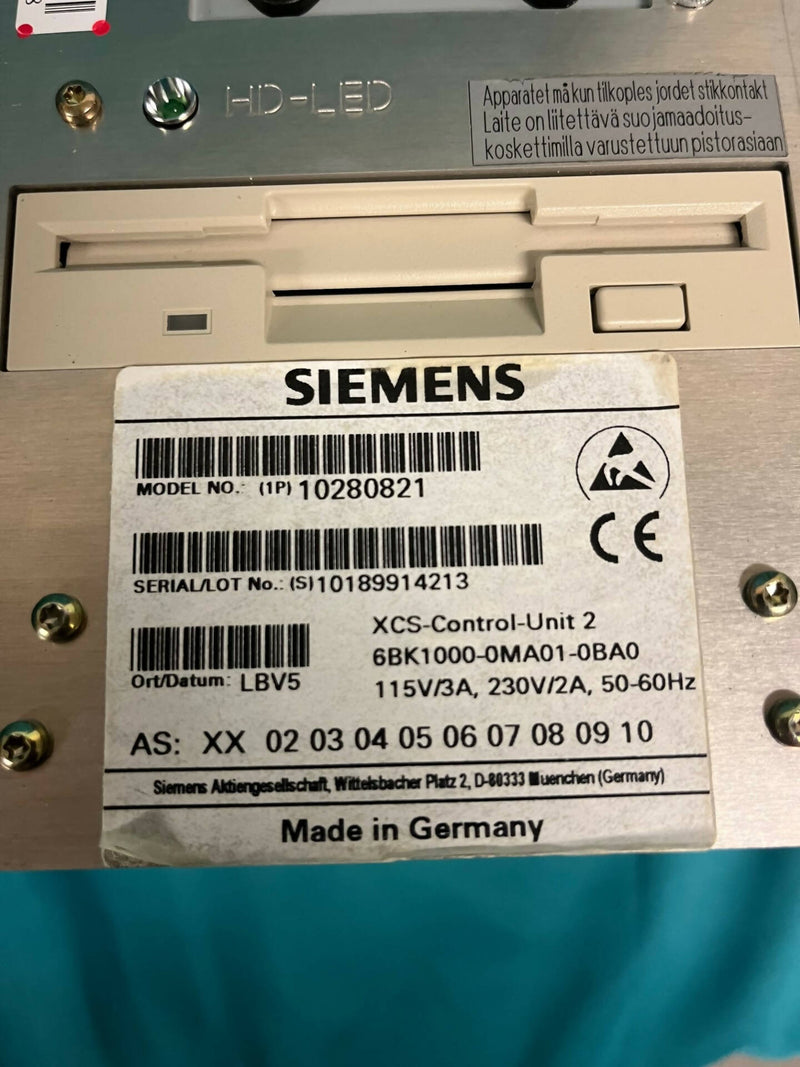 HD-LED
Apparatet må kun tilkoples jordet stikkontakt
Laite on liitettävä suojamaadoitus-
koskettimilla varustettuun pistorasiaan
SIEMENS
MODEL NO.: (1P) 10280821
SERIAL/LOT No.: (S)10189914213
XCS-Control-Unit 2
6BK1000-0MA01-0BA0
Ort/Datum: LBV5
115V/3A, 230V/2A, 50-60Hz
AS: XX 02 03 04 05 06 07 08 09 10
Siemens Aktiengesellschaft, Wittelsbacher Platz 2, D-80333 Muenchen (Germany)
Made in Germany